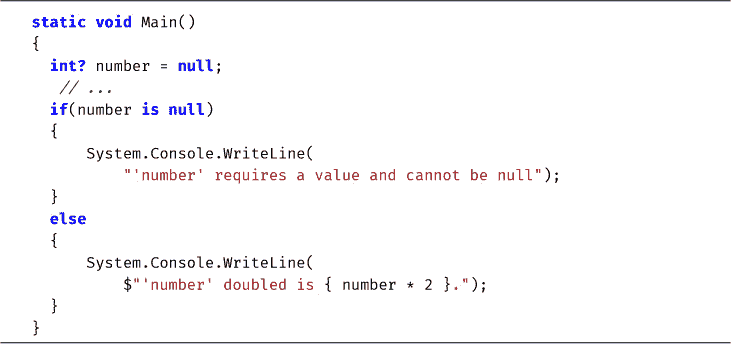 static void Main()
{
  int? number = null;
   // ...
  if(number is null)
  {
      System.Console.WriteLine(
          "'number' requires a value and cannot be null");
  }
  else
  {
      System.Console.WriteLine(
          $"'number' doubled is { number * 2 }.");
  }
}